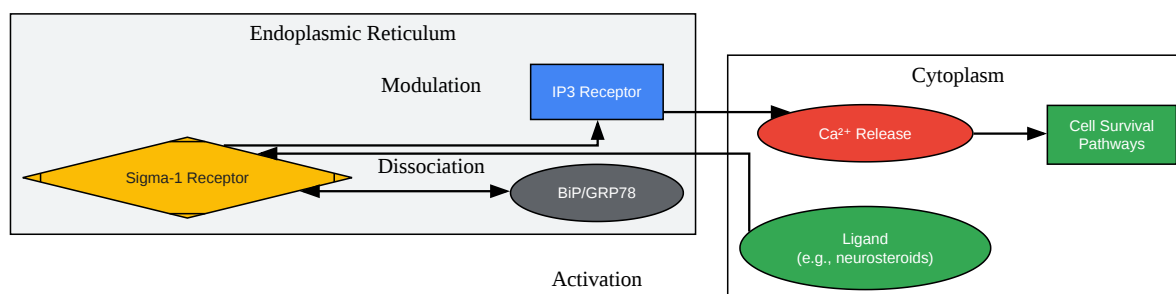 Endoplasmic Reticulum
Cytoplasm
Modulation
IP3 Receptor
Ca²⁺ Release
Cell Survival
Pathways
Dissociation
Sigma-1 Receptor
BiP/GRP78
Ligand
(e.g., neurosteroids)
Activation